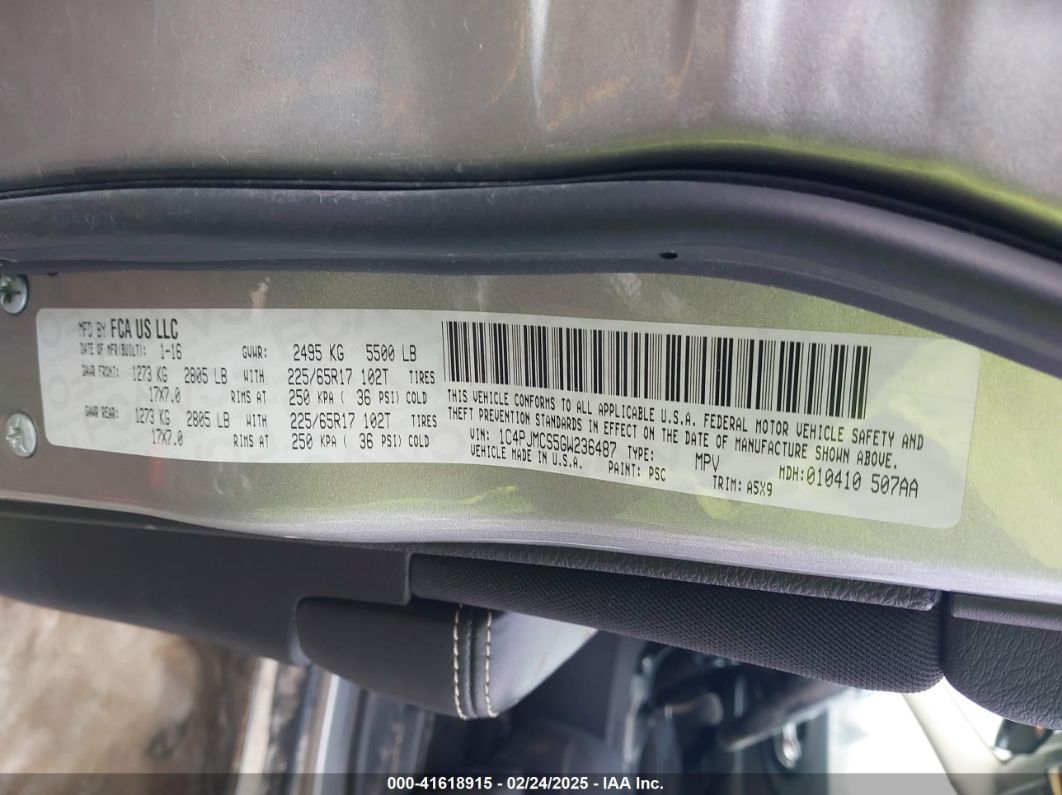 MFD BY FCA US LLC
DATE OF MFR(BUILT): 1-16 GVWR: 2495 KG 5500 LB
GAWR FRONT: 1273 KG 2805 LB WITH 225/65R17 102T TIRES
17X7.0 RIMS AT 250 KPA ( 36 PSI) COLD
GAWR REAR: 1273 KG 2805 LB WITH 225/65R17 102T TIRES
17X7.0 RIMS AT 250 KPA ( 36 PSI) COLD
THIS VEHICLE CONFORMS TO ALL APPLICABLE U.S.A. FEDERAL MOTOR VEHICLE SAFETY AND
THEFT PREVENTION STANDARDS IN EFFECT ON THE DATE OF MANUFACTURE SHOWN ABOVE.
VIN: 1C4PJMCS5GW236487 TYPE: MPV MDH:010410 507AA
VEHICLE MADE IN U.S.A. PAINT: PSC TRIM: A5X9
000-41618915 - 02/24/2025 - IAA Inc.